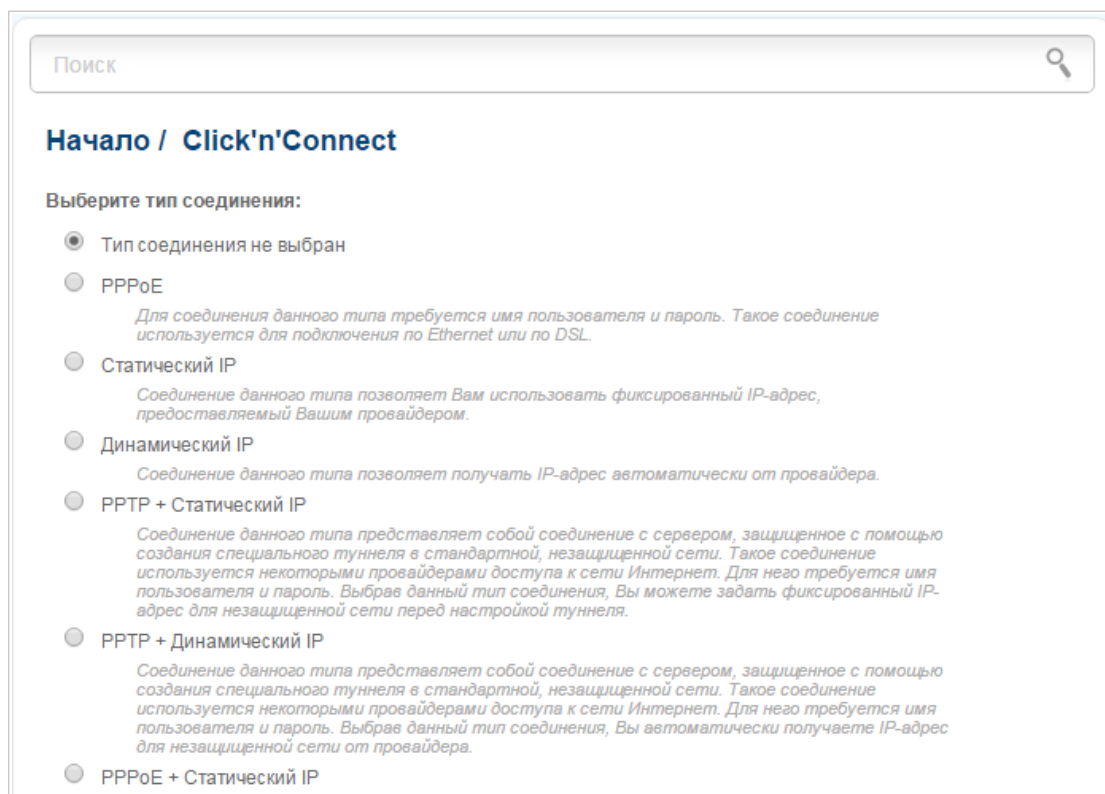 Поиск
Начало / Click'n'Connect
Выберите тип соединения:
Тип соединения не выбран
PPPoE
Для соединения данного типа требуется имя пользователя и пароль. Такое соединение
используется для подключения по Ethernet или по DSL.
Статический IP
Соединение данного типа позволяет Вам использовать фиксированный IP-адрес,
предоставляемый Вашим провайдером.
Динамический IP
Соединение данного типа позволяет получать IP-адрес автоматически от провайдера.
PPTP + Статический IP
Соединение данного типа представляет собой соединение с сервером, защищенное с помощью
создания специального туннеля в стандартной, незащищенной сети. Такое соединение
используется некоторыми провайдерами доступа к сети Интернет. Для него требуется имя
пользователя и пароль. Выбрав данный тип соединения, Вы можете задать фиксированный IP-
адрес для незащищенной сети перед настройкой туннеля.
PPTP + Динамический IP
Соединение данного типа представляет собой соединение с сервером, защищенное с помощью
создания специального туннеля в стандартной, незащищенной сети. Такое соединение
используется некоторыми провайдерами доступа к сети Интернет. Для него требуется имя
пользователя и пароль. Выбрав данный тип соединения, Вы автоматически получаете IP-адрес
для незащищенной сети от провайдера.
PPPoE + Статический IP